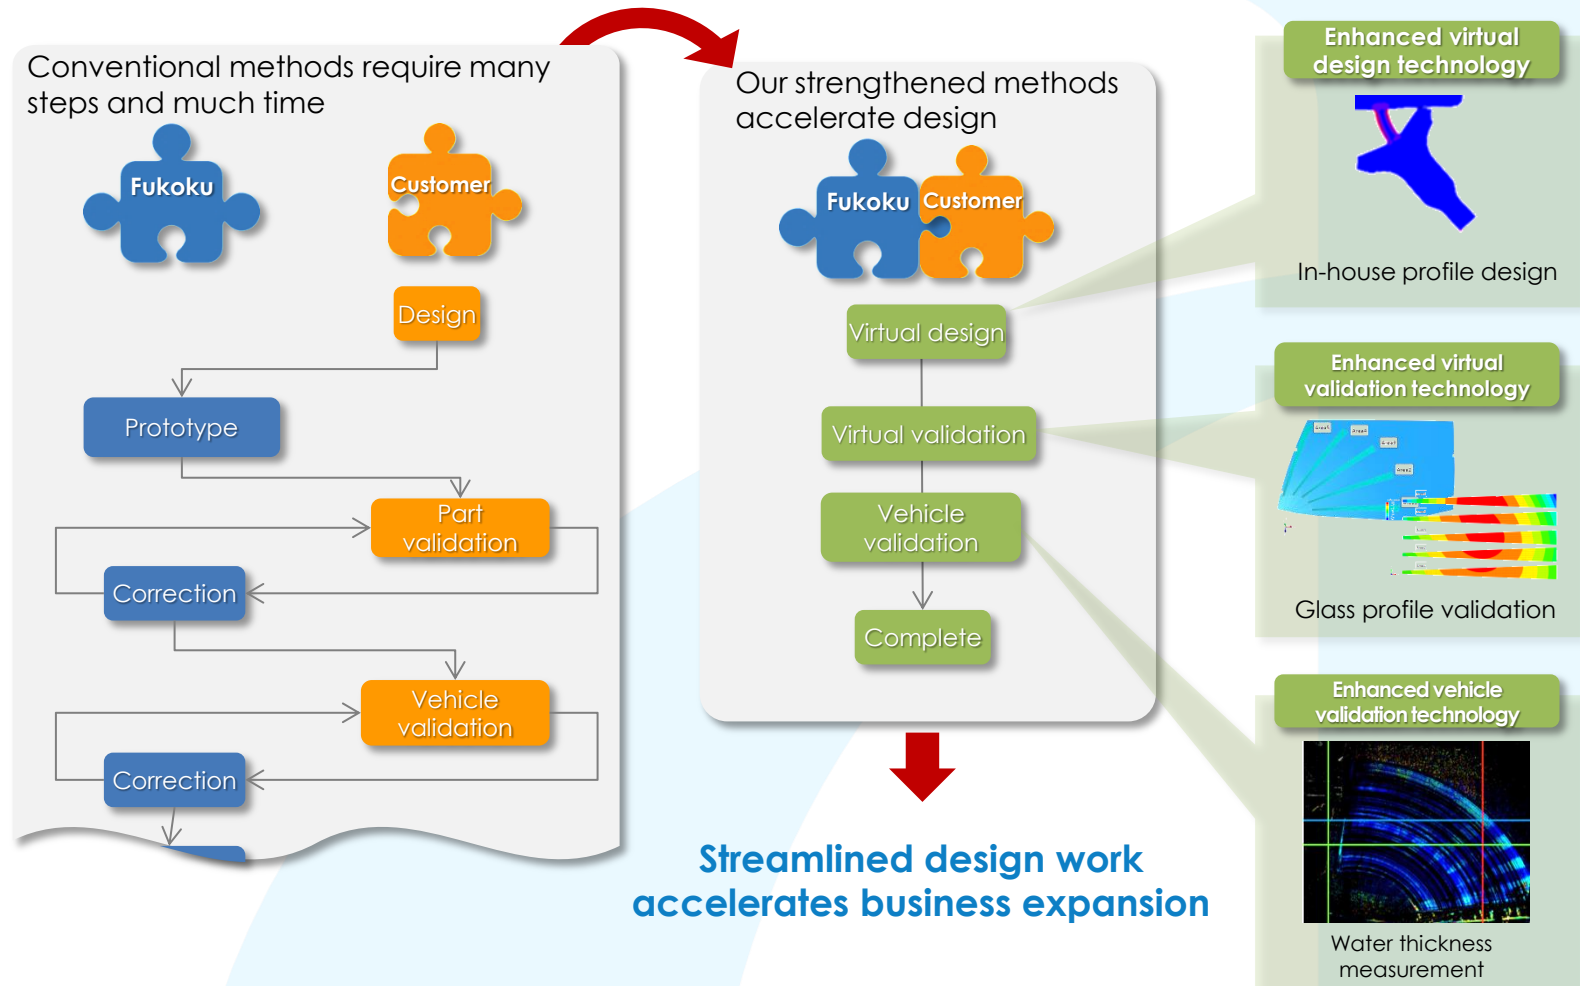 Conventional methods require many
steps and much time
Fukoku
Customer
Design
Prototype
Part
validation
Correction
Vehicle
validation
Correction
Our strengthened methods
accelerate design
Fukoku
Customer
Virtual design
Virtual validation
Vehicle
validation
Complete
Streamlined design work
accelerates business expansion
Enhanced virtual
design technology
In-house profile design
Enhanced virtual
validation technology
Glass profile validation
Enhanced vehicle
validation technology
Water thickness
measurement